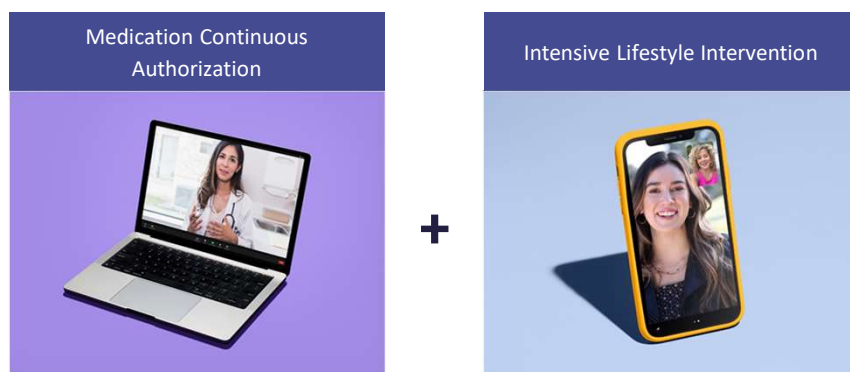 Medication Continuous
Authorization
Intensive Lifestyle Intervention
+